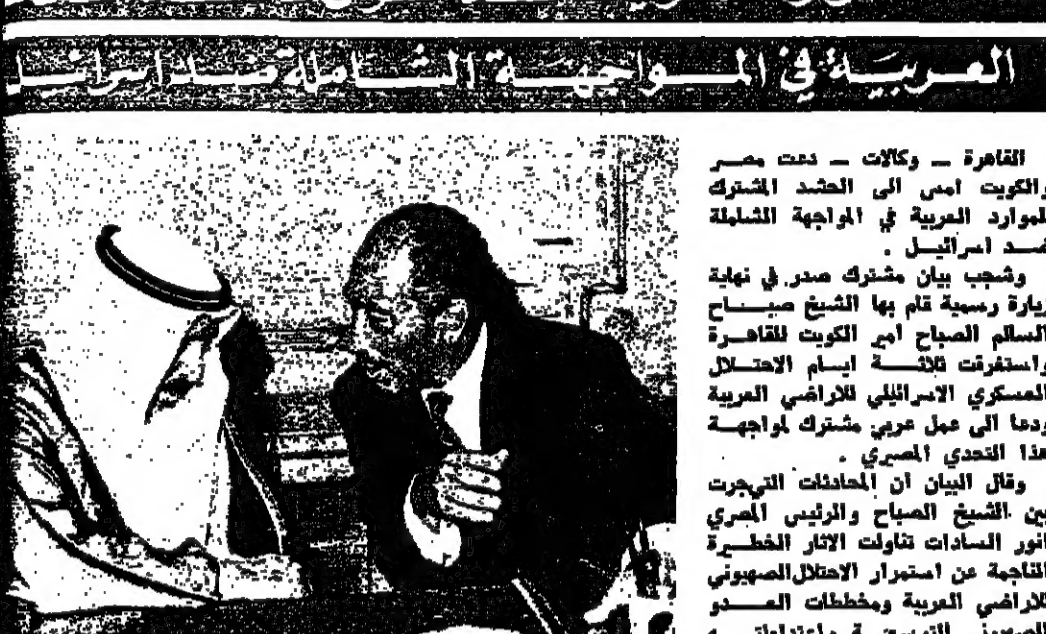 العربية في المواجهة الشاملة ضد اسرائيل
القاهرة – وكالات – دعت مصر
والكويت امس الى الحشد المشترك
للموارد العربية في المواجهة الشاملة
ضد اسرائيل .
وشجب بيان مشترك صدر في نهاية
زيارة رسمية قام بها الشيخ صباح
السالم الصباح امير الكويت للقاهرة
واستغرقت ثلاثة ايام الاحتلال
العسكري الاسرائيلي للاراضي العربية
ودعا الى عمل عربي مشترك لمواجهة
هذا التحدي المصري .
وقال البيان ان المحادثات التي جرت
بين الشيخ الصباح والرئيس المصري
انور السادات تناولت الاثار الخطيرة
الناجمة عن استمرار الاحتلال الصهيوني
للاراضي العربية ومخططات العدو